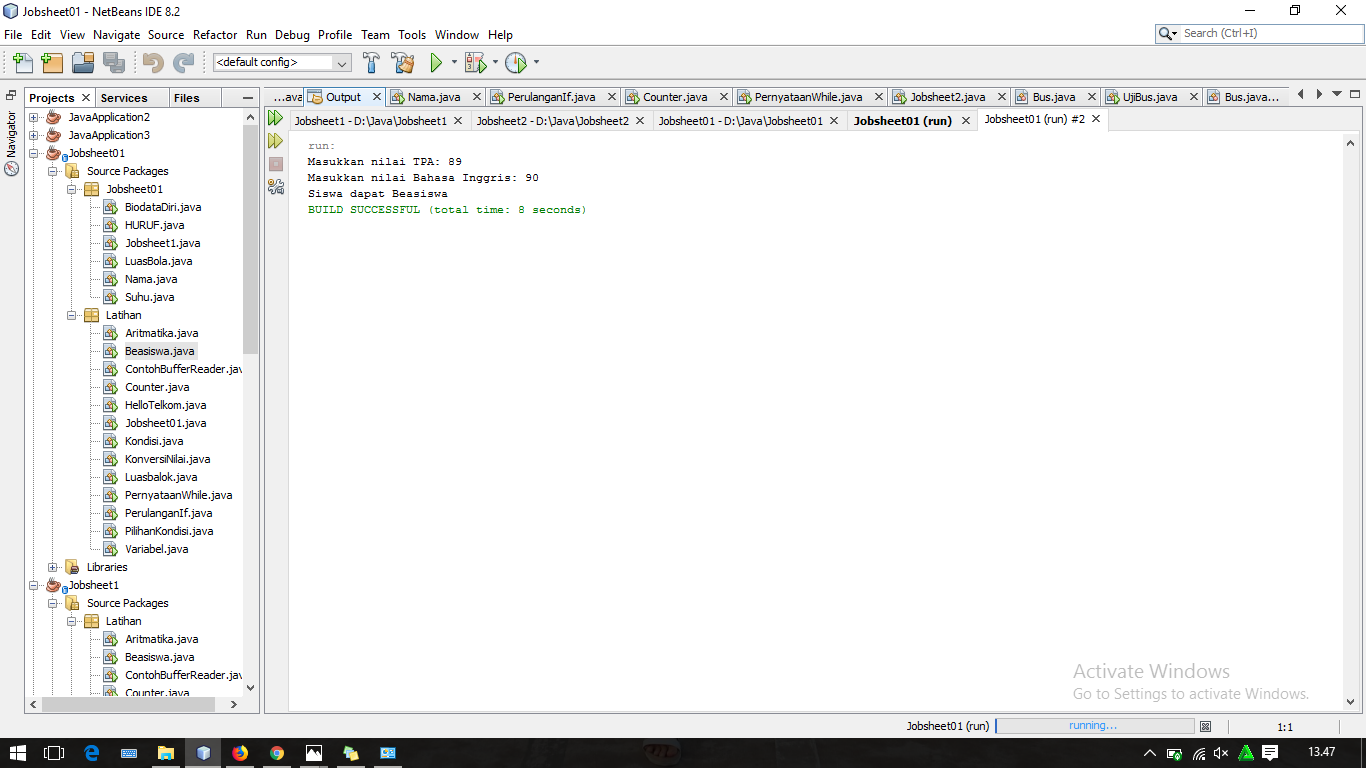 Jobsheet01 - NetBeans IDE 8.2
File Edit View Navigate Source Refactor Run Debug Profile Team Tools Window Help
Search (Ctrl+I)
<default config>
Projects Services Files
...ava Output Nama.java PerulanganIf.java Counter.java PernyataanWhile.java Jobsheet2.java Bus.java UjiBus.java Bus.java...
Jobsheet1 - D:\Java\Jobsheet1 Jobsheet2 - D:\Java\Jobsheet2 Jobsheet01 - D:\Java\Jobsheet01 Jobsheet01 (run) Jobsheet01 (run) #2
Navigator
JavaApplication2
JavaApplication3
Jobsheet01
Source Packages
Jobsheet01
BiodataDiri.java
HURUF.java
Jobsheet1.java
LuasBola.java
Nama.java
Suhu.java
Latihan
Aritmatika.java
Beasiswa.java
ContohBufferReader.jav
Counter.java
HelloTelkom.java
Jobsheet01.java
Kondisi.java
KonversiNilai.java
Luasbalok.java
PernyataanWhile.java
PerulanganIf.java
PilihanKondisi.java
Variabel.java
Libraries
Jobsheet1
Source Packages
Latihan
Aritmatika.java
Beasiswa.java
ContohBufferReader.jav
Counter.java
run:
Masukkan nilai TPA: 89
Masukkan nilai Bahasa Inggris: 90
Siswa dapat Beasiswa
BUILD SUCCESSFUL (total time: 8 seconds)
Activate Windows
Go to Settings to activate Windows.
Jobsheet01 (run) running... 1:1
13.47